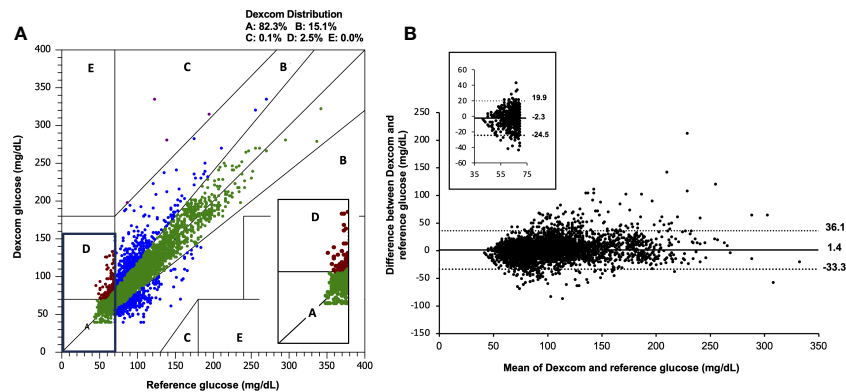 Dexcom Distribution
A: 82.3% B: 15.1%
C: 0.1% D: 2.5% E: 0.0%
A
B
400
350
300
250
200
150
100
50
0
Dexcom glucose (mg/dL)
E
C
B
B
D
A
C
E
D
A
0
50
100
150
200
250
300
350
400
Reference glucose (mg/dL)
60
40
20
0
-20
-40
-60
35
55
75
19.9
-2.3
-24.5
250
200
150
100
50
0
-50
-100
-150
Difference between Dexcom and
reference glucose (mg/dL)
36.1
1.4
-33.3
0
50
100
150
200
250
300
350
Mean of Dexcom and reference glucose (mg/dL)